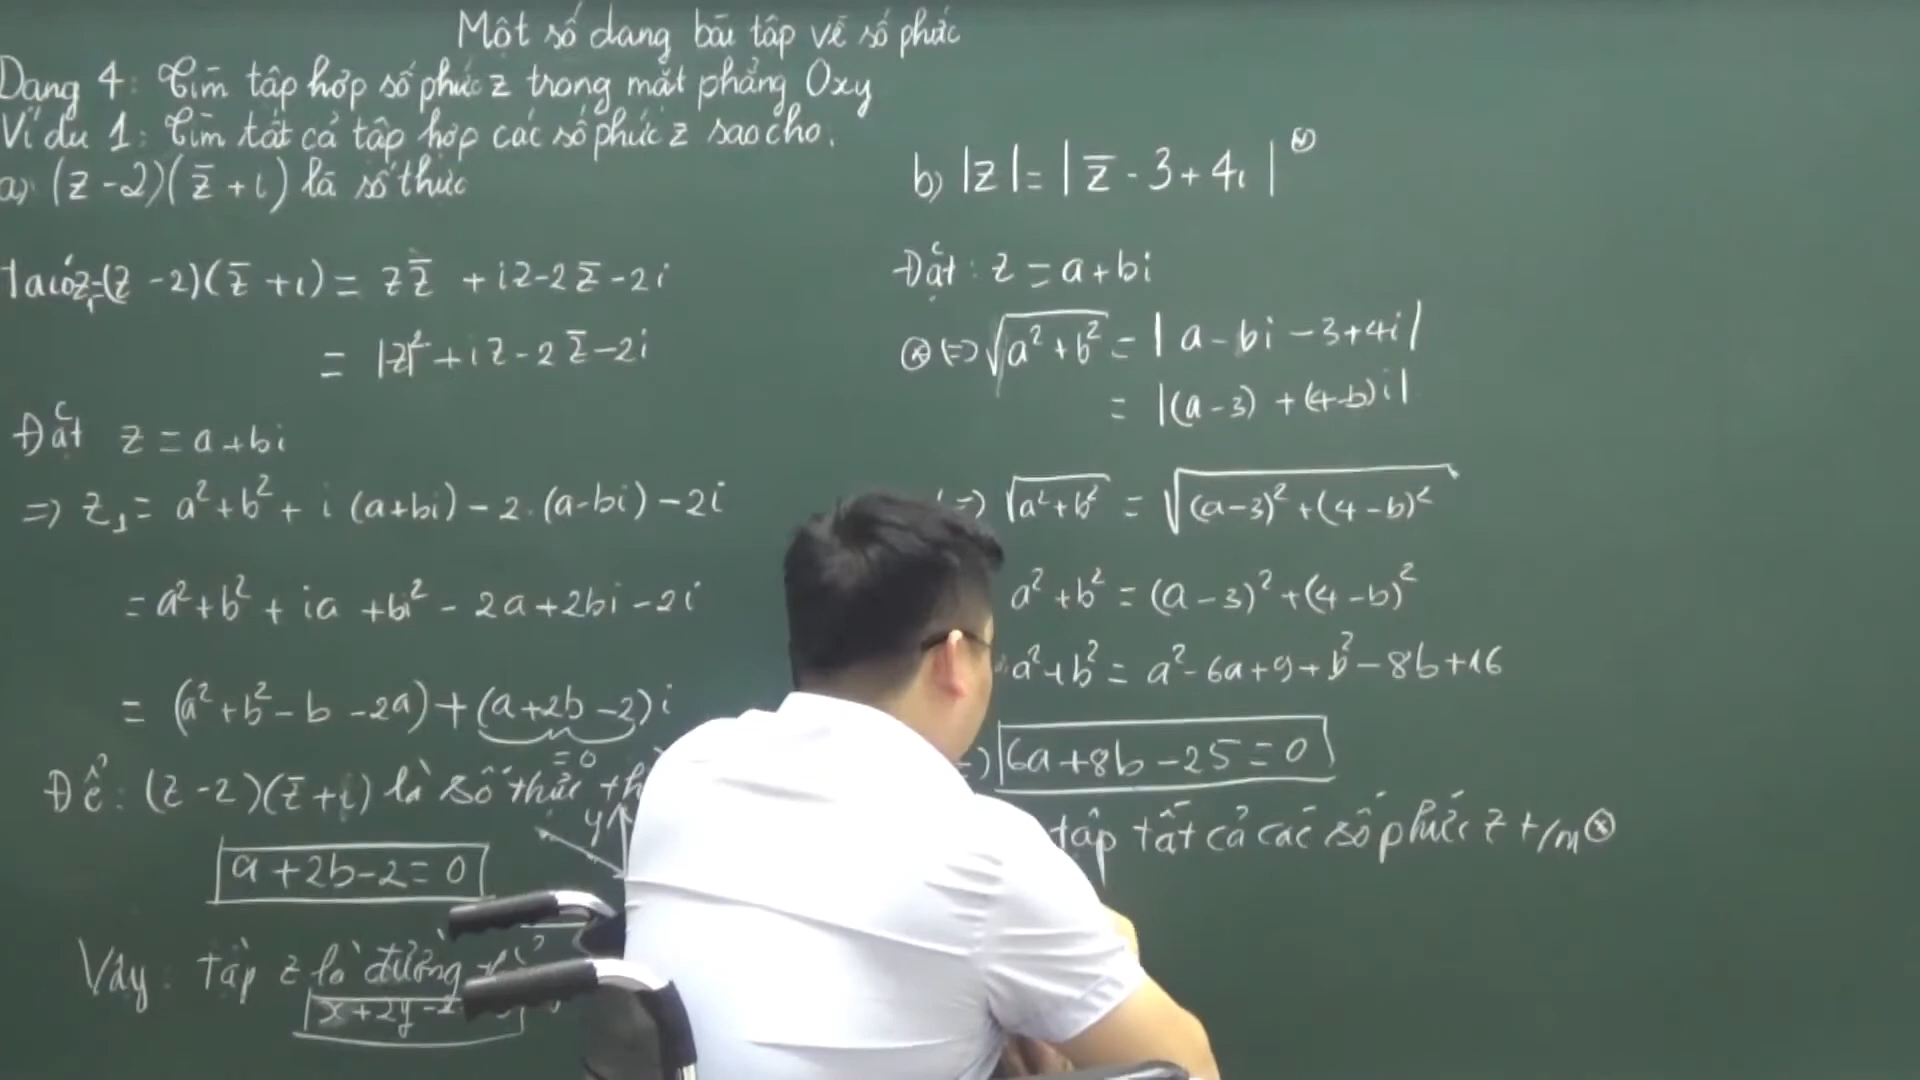 Một số dạng bài tập về số phức
Dạng 4: Tìm tập hợp số phức z trong mặt phẳng Oxy
Ví dụ 1: Tìm tất cả tập hợp các số phức z sao cho.
a) (z - 2)(z̅ + i) là số thực
Ta có z₁=(z - 2)(z̅ + i) = z z̅ + iz - 2z̅ - 2i
= |z|² + iz - 2z̅ - 2i
Đặt z = a + bi
=> z₁ = a² + b² + i (a+bi) - 2.(a-bi) - 2i
= a² + b² + ia + bi² - 2a + 2bi - 2i
= (a² + b² - b - 2a) + (a + 2b - 2)i
= 0
Để: (z - 2)(z̅ + i) là số thực
y
a + 2b - 2 = 0
Vậy: tập z là đường
x + 2y - 2
b) |z| = |z̅ - 3 + 4i| (*)
Đặt: z = a + bi
(*) (=) √(a² + b²) = |a - bi - 3 + 4i|
= |(a - 3) + (4 - b)i|
(=) √(a² + b²) = √((a - 3)² + (4 - b)²)
a² + b² = (a - 3)² + (4 - b)²
a² + b² = a² - 6a + 9 + b² - 8b + 16
6a + 8b - 25 = 0
tập tất cả các số phức z t/m (*)